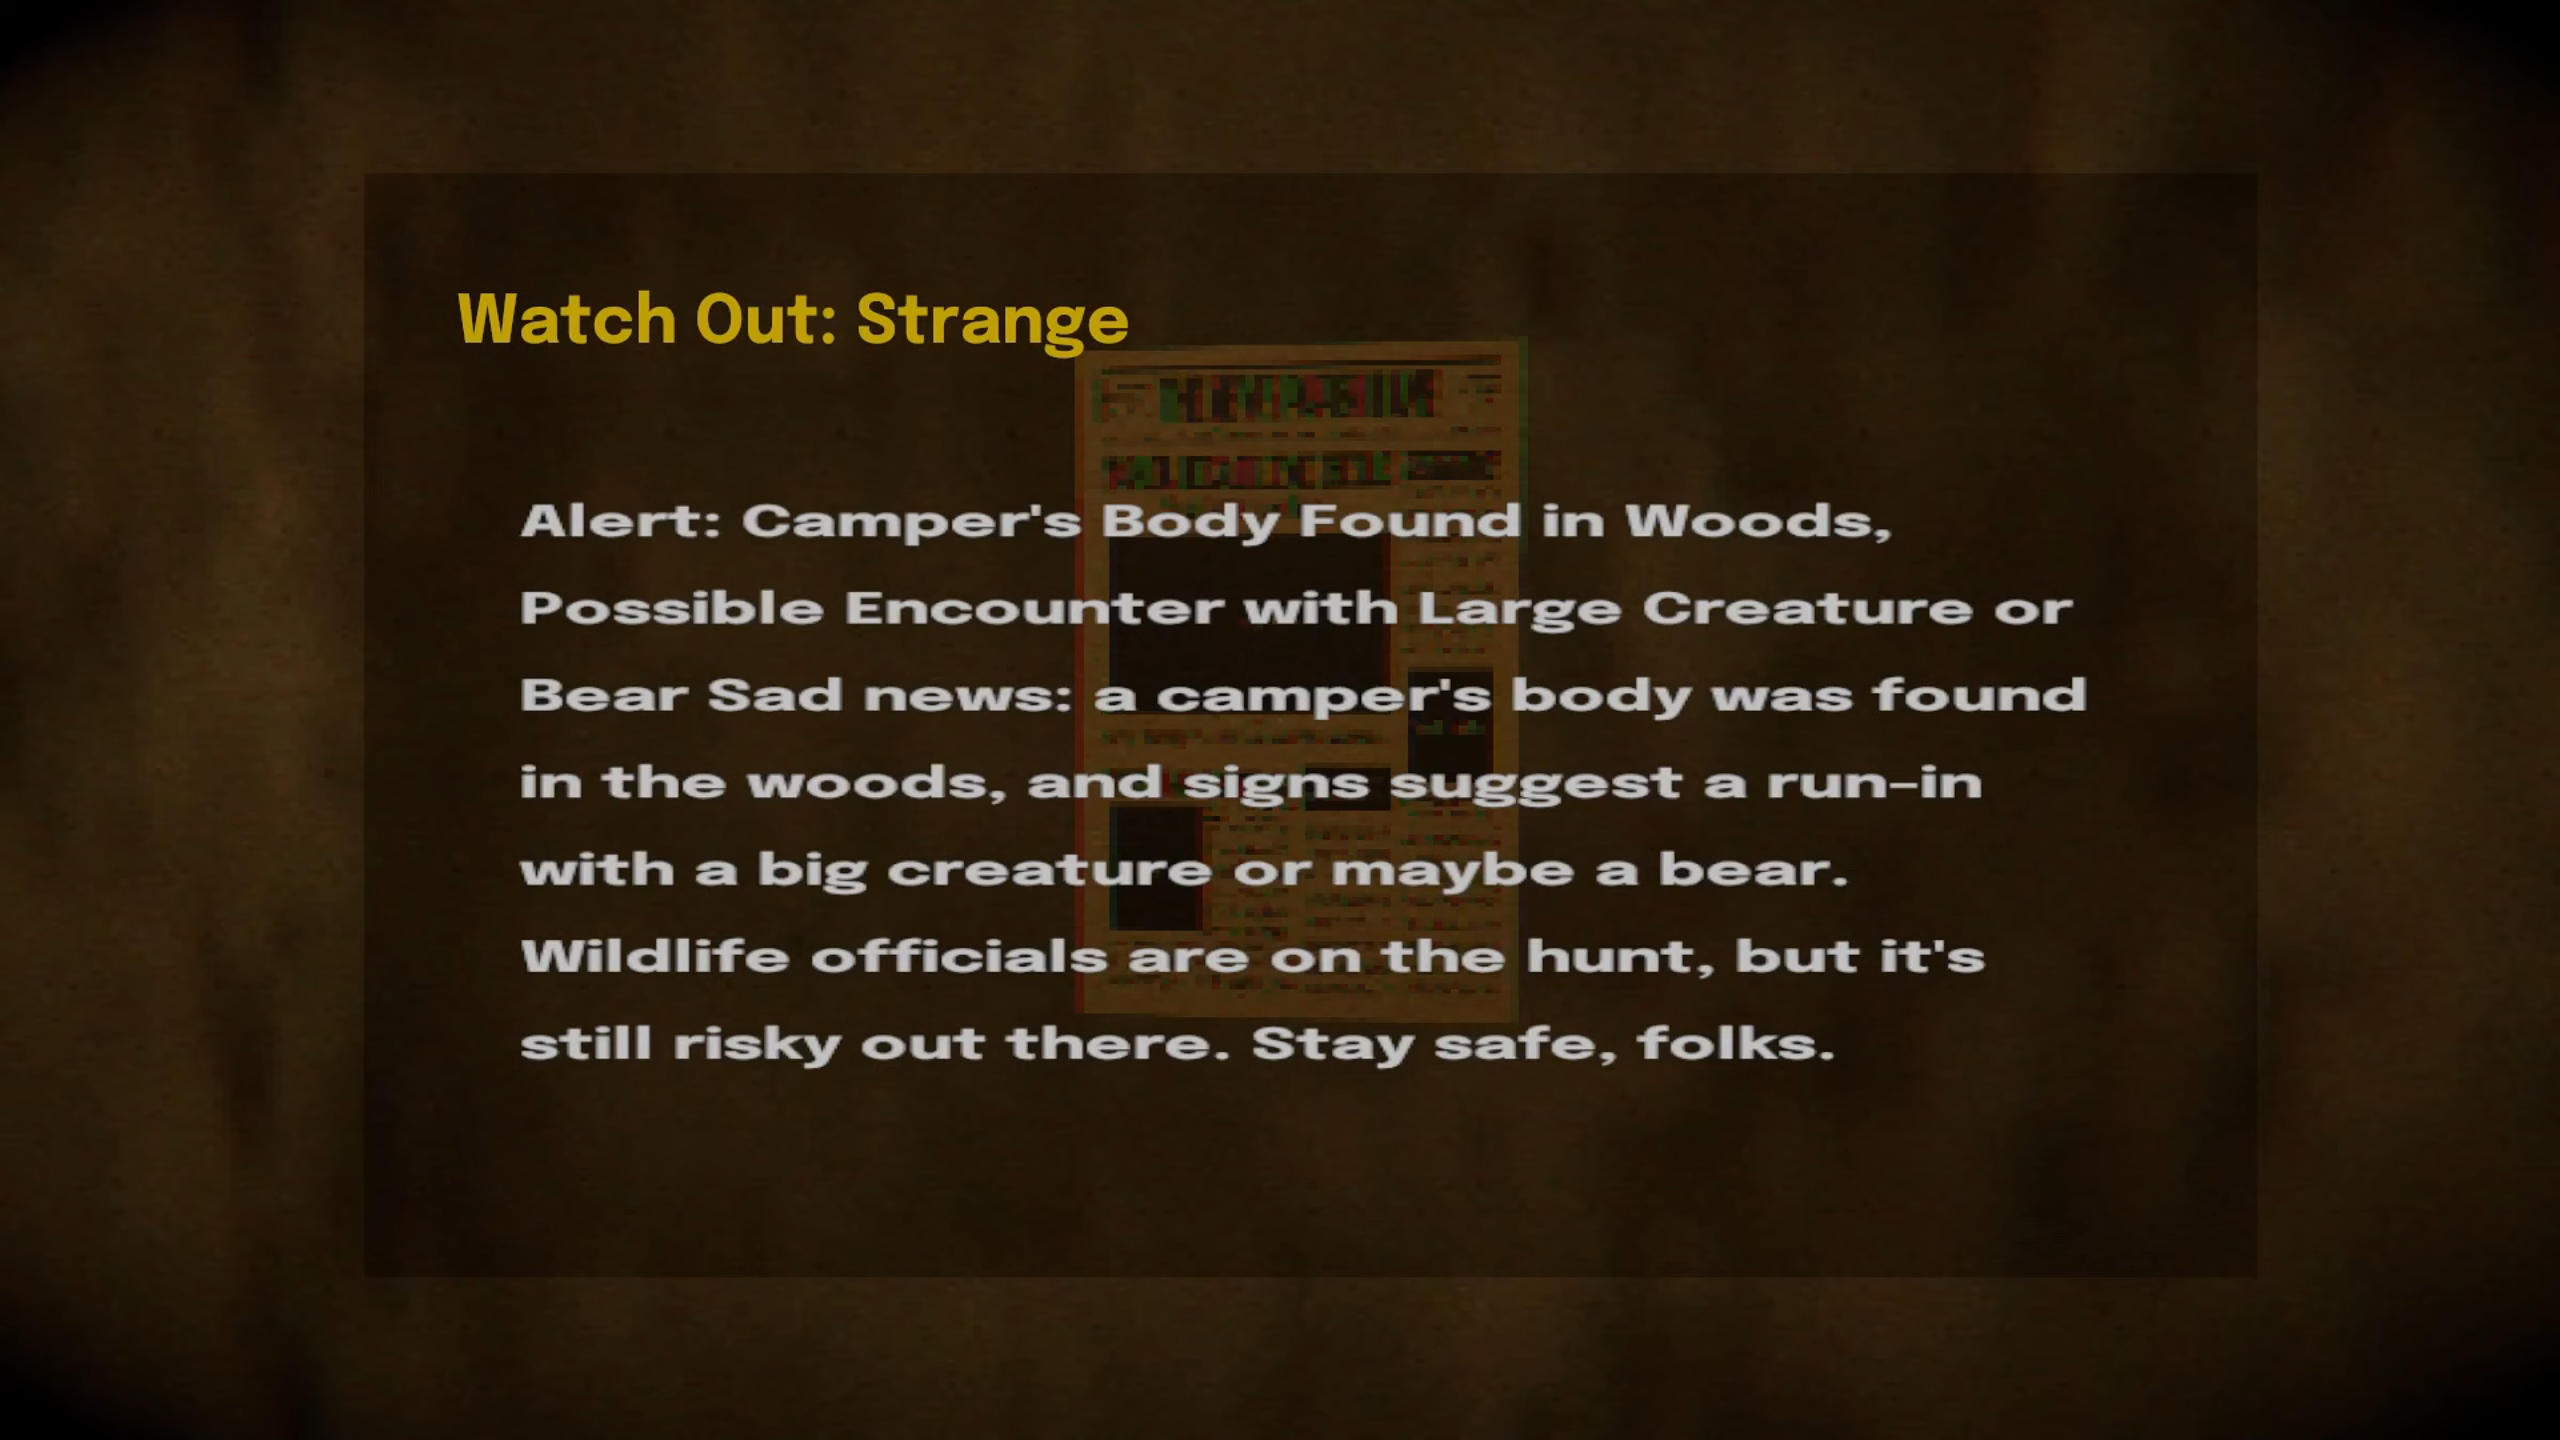 Watch Out: Strange
Alert: Camper's Body Found in Woods,
Possible Encounter with Large Creature or
Bear Sad news: a camper's body was found
in the woods, and signs suggest a run-in
with a big creature or maybe a bear.
Wildlife officials are on the hunt, but it's
still risky out there. Stay safe, folks.